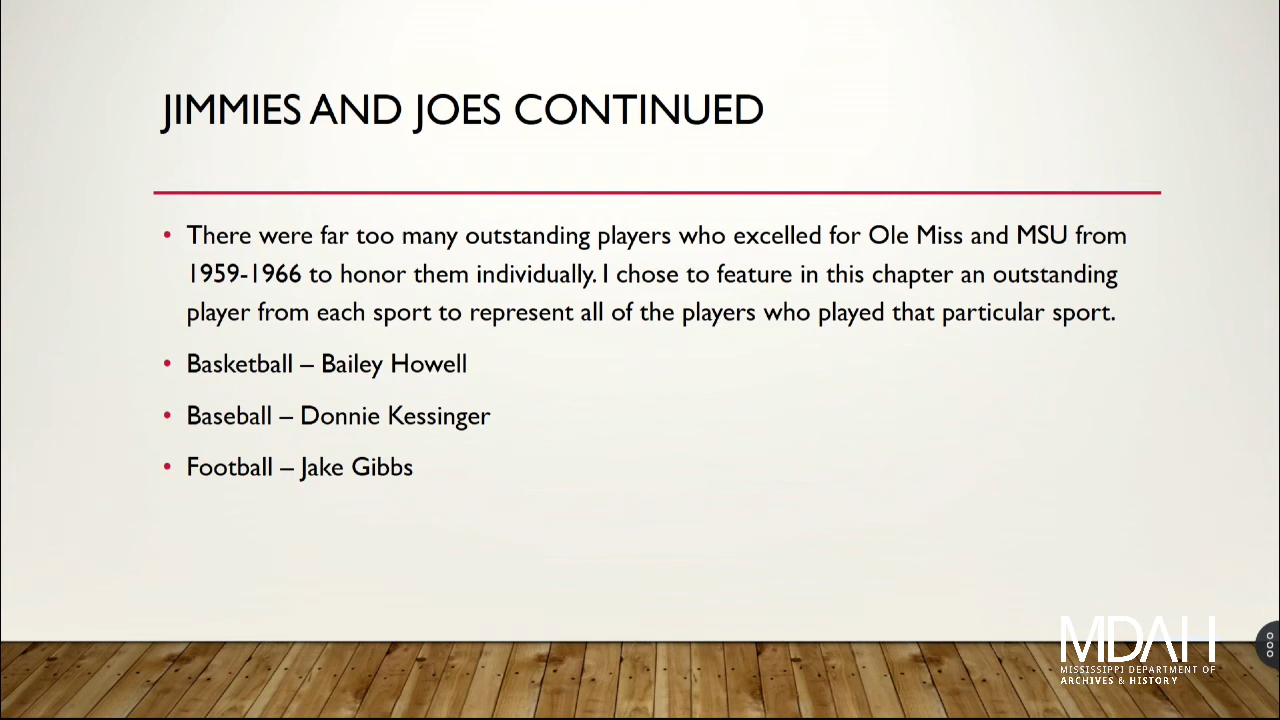 JIMMIES AND JOES CONTINUED
• There were far too many outstanding players who excelled for Ole Miss and MSU from
1959-1966 to honor them individually. I chose to feature in this chapter an outstanding
player from each sport to represent all of the players who played that particular sport.
• Basketball – Bailey Howell
• Baseball – Donnie Kessinger
• Football – Jake Gibbs
MDAH
MISSISSIPPI DEPARTMENT OF
ARCHIVES & HISTORY